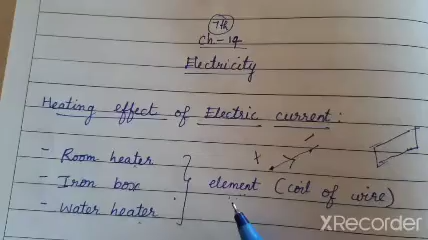 7th
Ch - 14
Electricity
Heating effect of Electric current :
- Room heater
- Iron box
- Water heater
element (coil of wire)
XRecorder